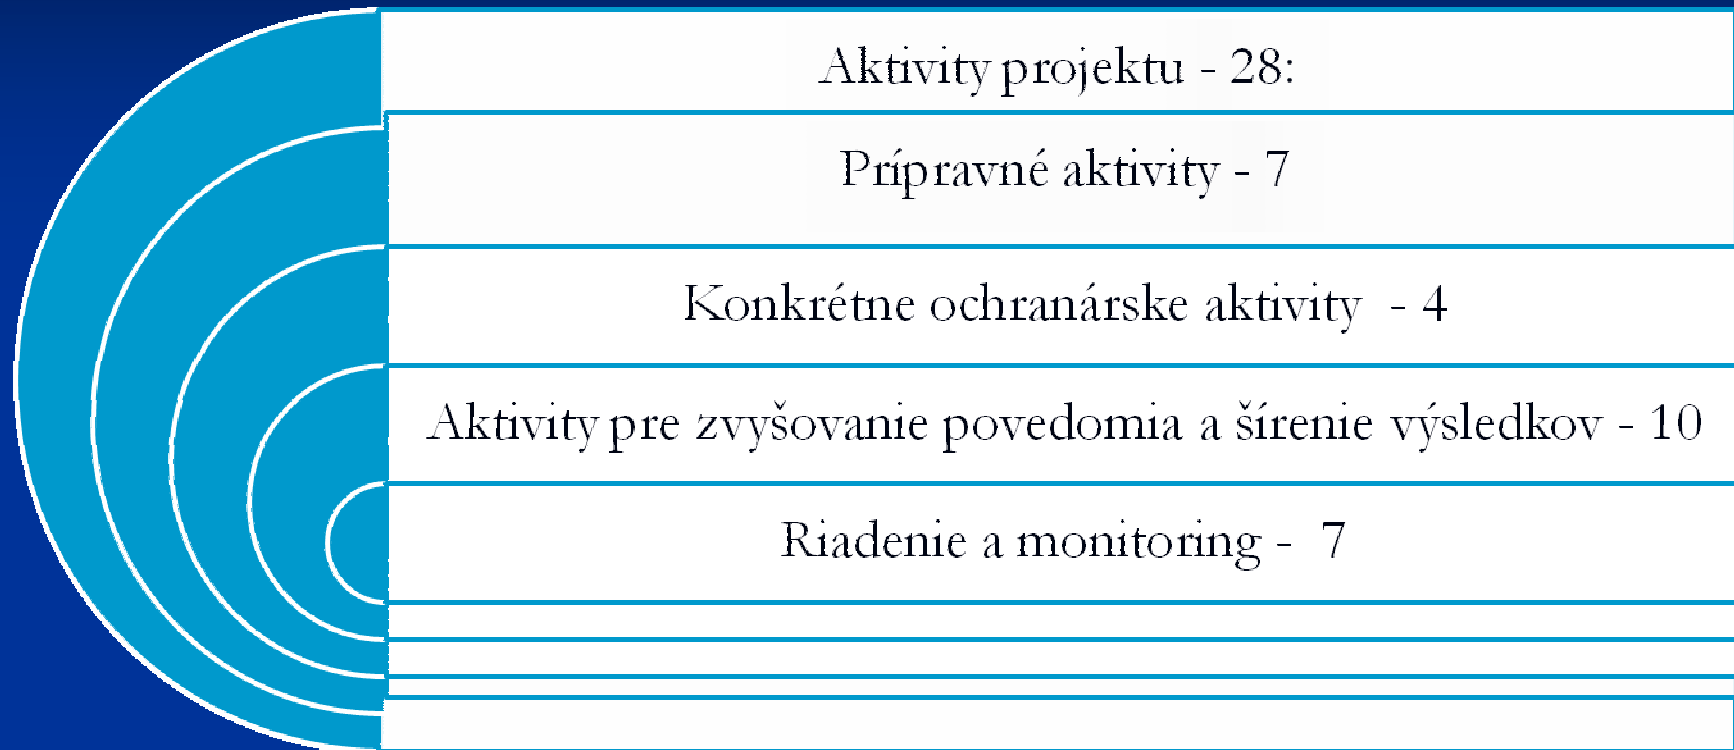 Aktivity projektu - 28:
Prípravné aktivity - 7
Konkrétne ochranárske aktivity - 4
Aktivity pre zvyšovanie povedomia a šírenie výsledkov - 10
Riadenie a monitoring - 7